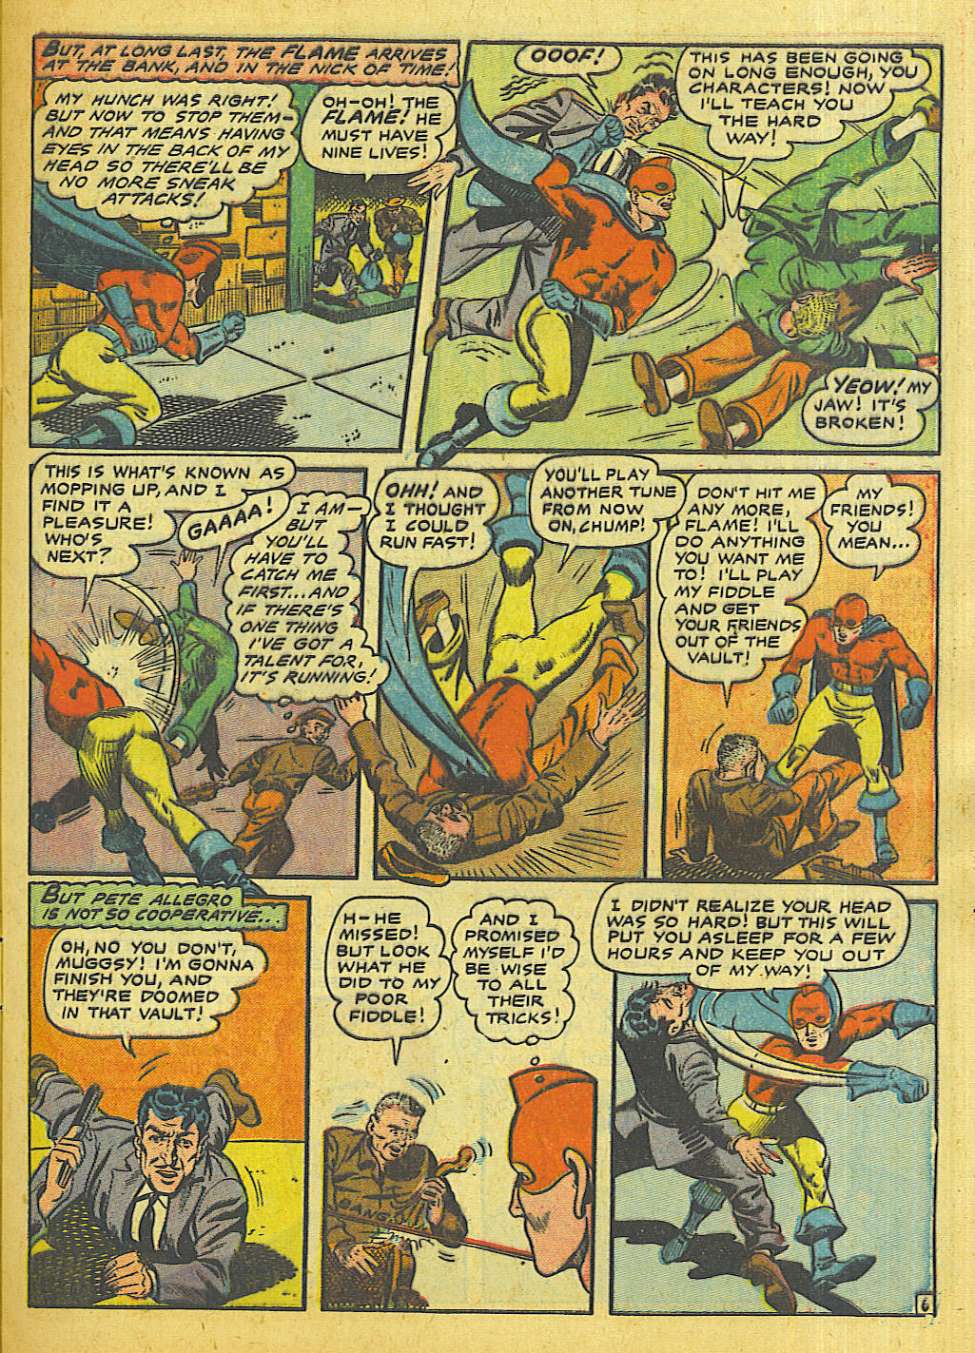 BUT, AT LONG LAST, THE FLAME ARRIVES
AT THE BANK, AND IN THE NICK OF TIME!
MY HUNCH WAS RIGHT!
BUT NOW TO STOP THEM—
AND THAT MEANS HAVING
EYES IN THE BACK OF MY
HEAD SO THERE'LL BE
NO MORE SNEAK
ATTACKS!
OH-OH! THE
FLAME! HE
MUST HAVE
NINE LIVES!
OOOF!
THIS HAS BEEN GOING
ON LONG ENOUGH, YOU
CHARACTERS! NOW
I'LL TEACH YOU
THE HARD
WAY!
YEOW! MY
JAW! IT'S
BROKEN!
THIS IS WHAT'S KNOWN AS
MOPPING UP, AND I
FIND IT A
PLEASURE!
WHO'S
NEXT?
GAAAA!
I AM—
BUT
YOU'LL
HAVE TO
CATCH ME
FIRST...AND
IF THERE'S
ONE THING
I'VE GOT A
TALENT FOR,
IT'S RUNNING!
OHH! AND
I THOUGHT
I COULD
RUN FAST!
YOU'LL PLAY
ANOTHER TUNE
FROM NOW
ON, CHUMP!
DON'T HIT ME
ANY MORE,
FLAME! I'LL
DO ANYTHING
YOU WANT ME
TO! I'LL PLAY
MY FIDDLE
AND GET
YOUR FRIENDS
OUT OF THE
VAULT!
MY
FRIENDS!
YOU
MEAN...
BUT PETE ALLEGRO
IS NOT SO COOPERATIVE...
OH, NO YOU DON'T,
MUGGSY! I'M GONNA
FINISH YOU, AND
THEY'RE DOOMED
IN THAT VAULT!
H-HE
MISSED!
BUT LOOK
WHAT HE
DID TO MY
POOR
FIDDLE!
AND I
PROMISED
MYSELF I'D
BE WISE
TO ALL
THEIR
TRICKS!
BANG
I DIDN'T REALIZE YOUR HEAD
WAS SO HARD! BUT THIS WILL
PUT YOU ASLEEP FOR A FEW
HOURS AND KEEP YOU OUT
OF MY WAY!
6